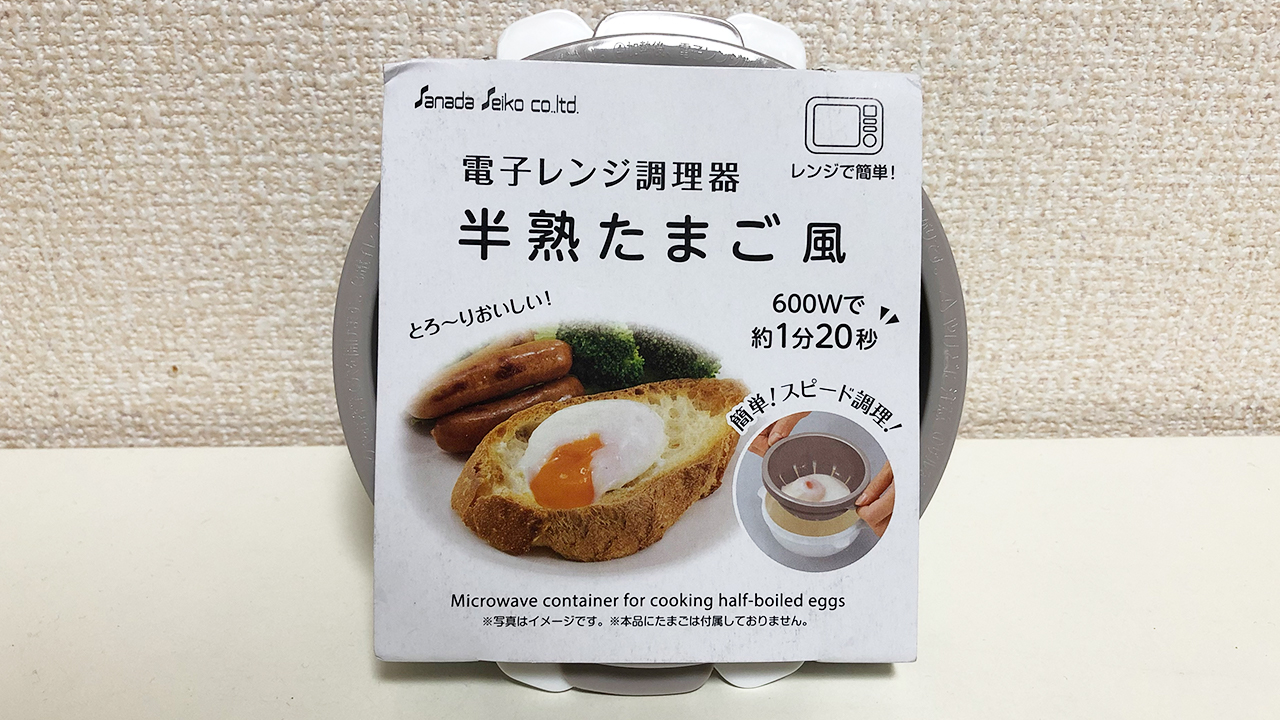 Sanada Seiko co.,ltd.
レンジで簡単!
電子レンジ調理器
半熟たまご風
とろ〜りおいしい!
600Wで
約1分20秒
簡単!スピード調理!
Microwave container for cooking half-boiled eggs
※写真はイメージです。※本品にたまごは付属しておりません。